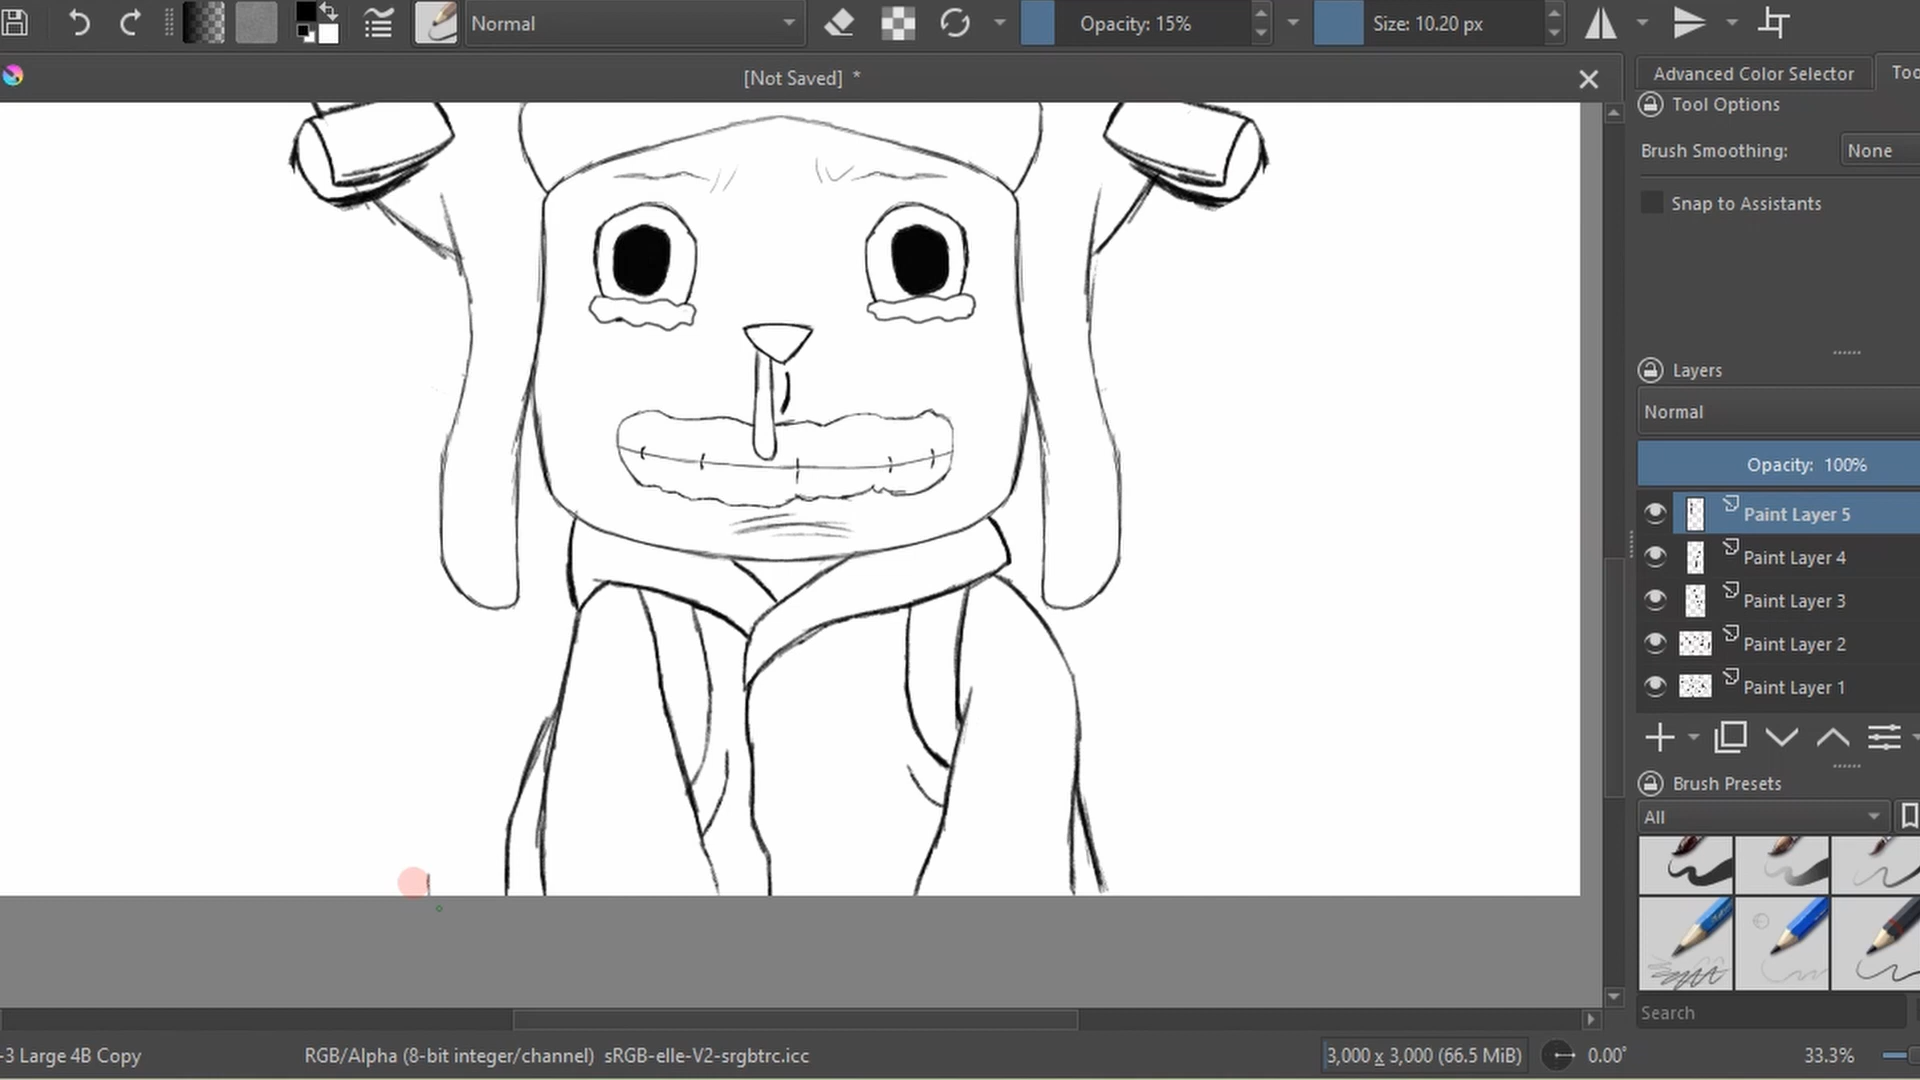 Normal
Opacity: 15%
Size: 10.20 px
[Not Saved] *
Advanced Color Selector
Too
Tool Options
Brush Smoothing:
None
Snap to Assistants
Layers
Normal
Opacity: 100%
Paint Layer 5
Paint Layer 4
Paint Layer 3
Paint Layer 2
Paint Layer 1
Brush Presets
All
Search
-3 Large 4B Copy
RGB/Alpha (8-bit integer/channel) sRGB-elle-V2-srgbtrc.icc
3,000 x 3,000 (66.5 MiB)
0.00°
33.3%